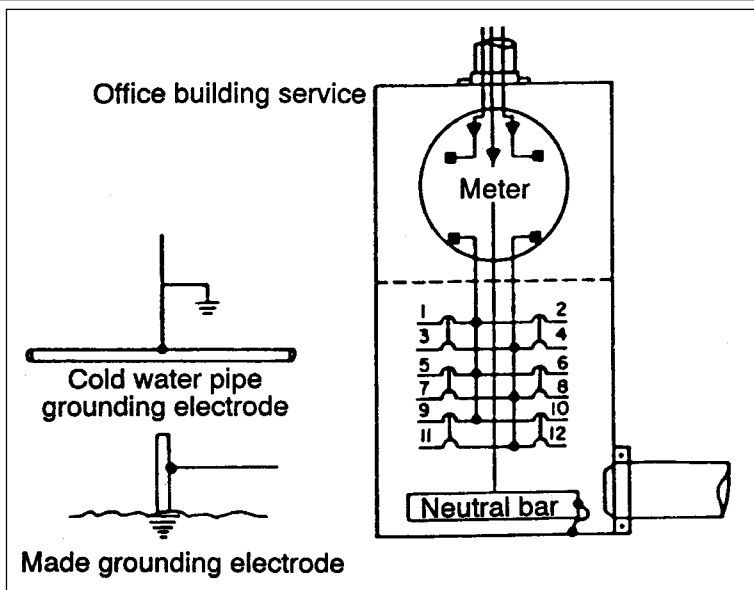 Office building service
Meter
Cold water pipe
grounding electrode
1 2
3 4
5 6
7 8
9 10
11 12
Neutral bar
Made grounding electrode